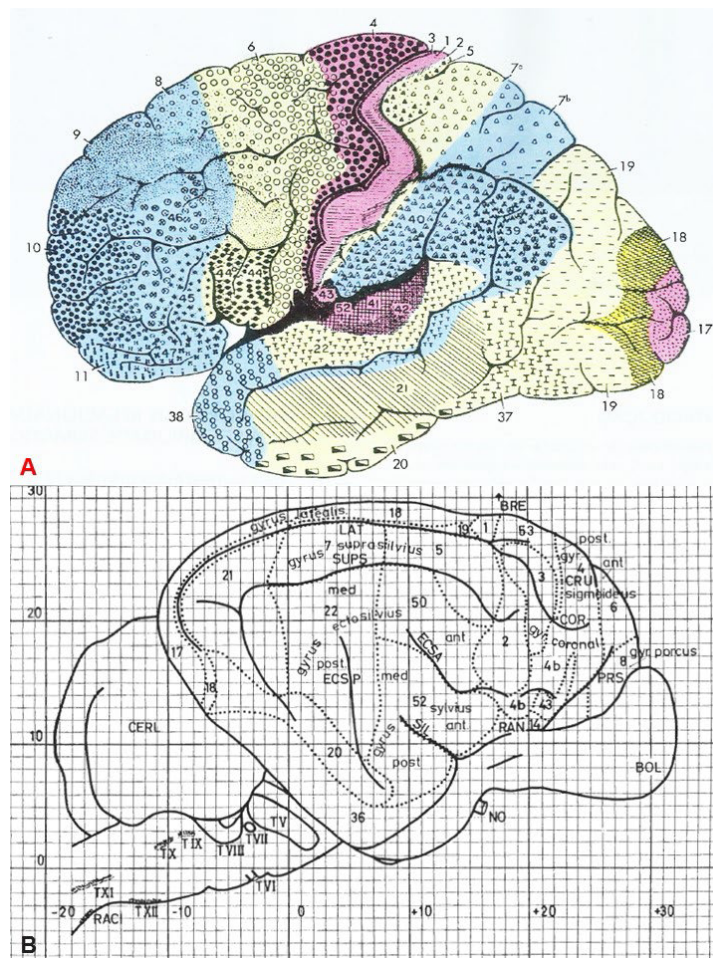 4
3
1
2
5
6
7ᵃ
8
7ᵇ
9
19
46
40
39
18
10
44
44
43
52
41
42
45
17
22
47
11
21
38
37
19
18
20
A
30
BRE
gyrus lateralis
18
LAT
19
1
53
post.
gyrus 7 suprasilvius 5
gyr
ant
SUPS
4
21
3
CRU
sigmoideus
med
20
COR
6
22
50
ectosilvius
gyr
ECSA
ant
2
coronal
gyrus
17
4b
8
gyr. porcus
post.
ECS P
med
PRS
18
52
sylvius
4b
43
CERL
SIL
ant.
RAN
14
10
20
gyrus
post.
BOL
36
NO
TV
TVII
TIX
TVIII
TX
0
TVI
TXI
TXII
RACI
-20
-10
0
+10
+20
+30
B